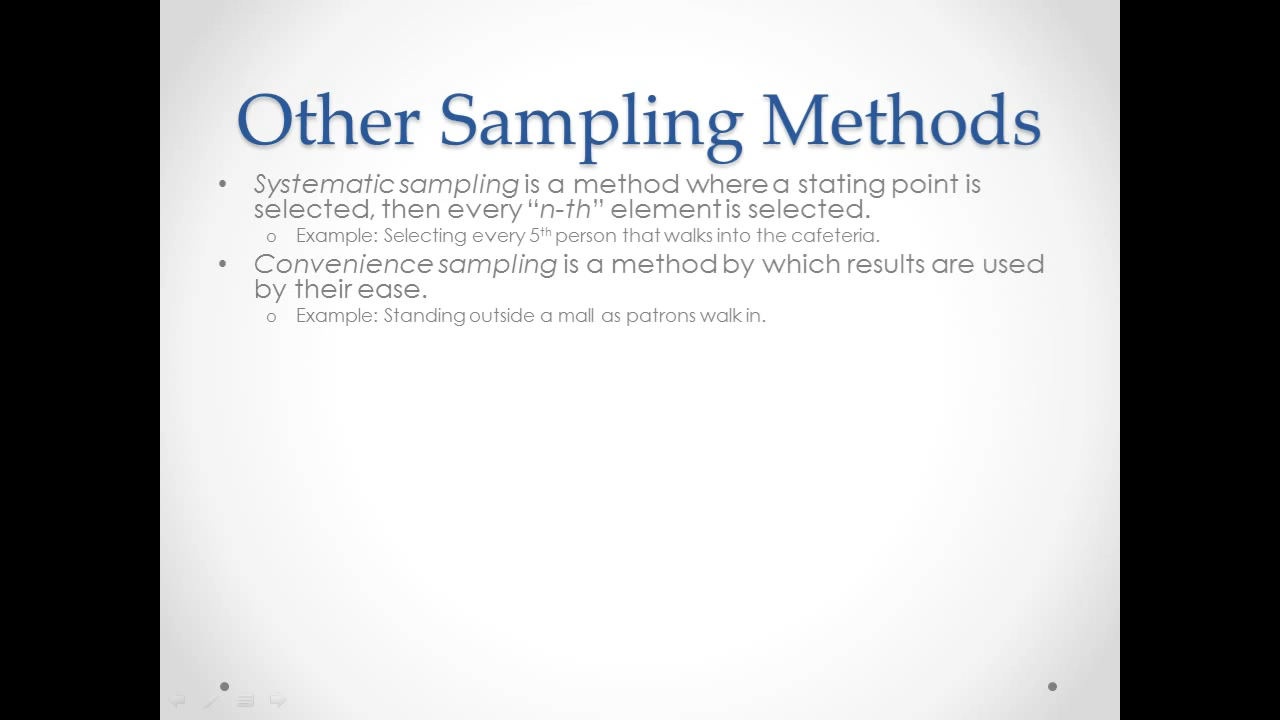 Other Sampling Methods
• Systematic sampling is a method where a stating point is
selected, then every “n-th” element is selected.
o Example: Selecting every 5th person that walks into the cafeteria.
• Convenience sampling is a method by which results are used
by their ease.
o Example: Standing outside a mall as patrons walk in.